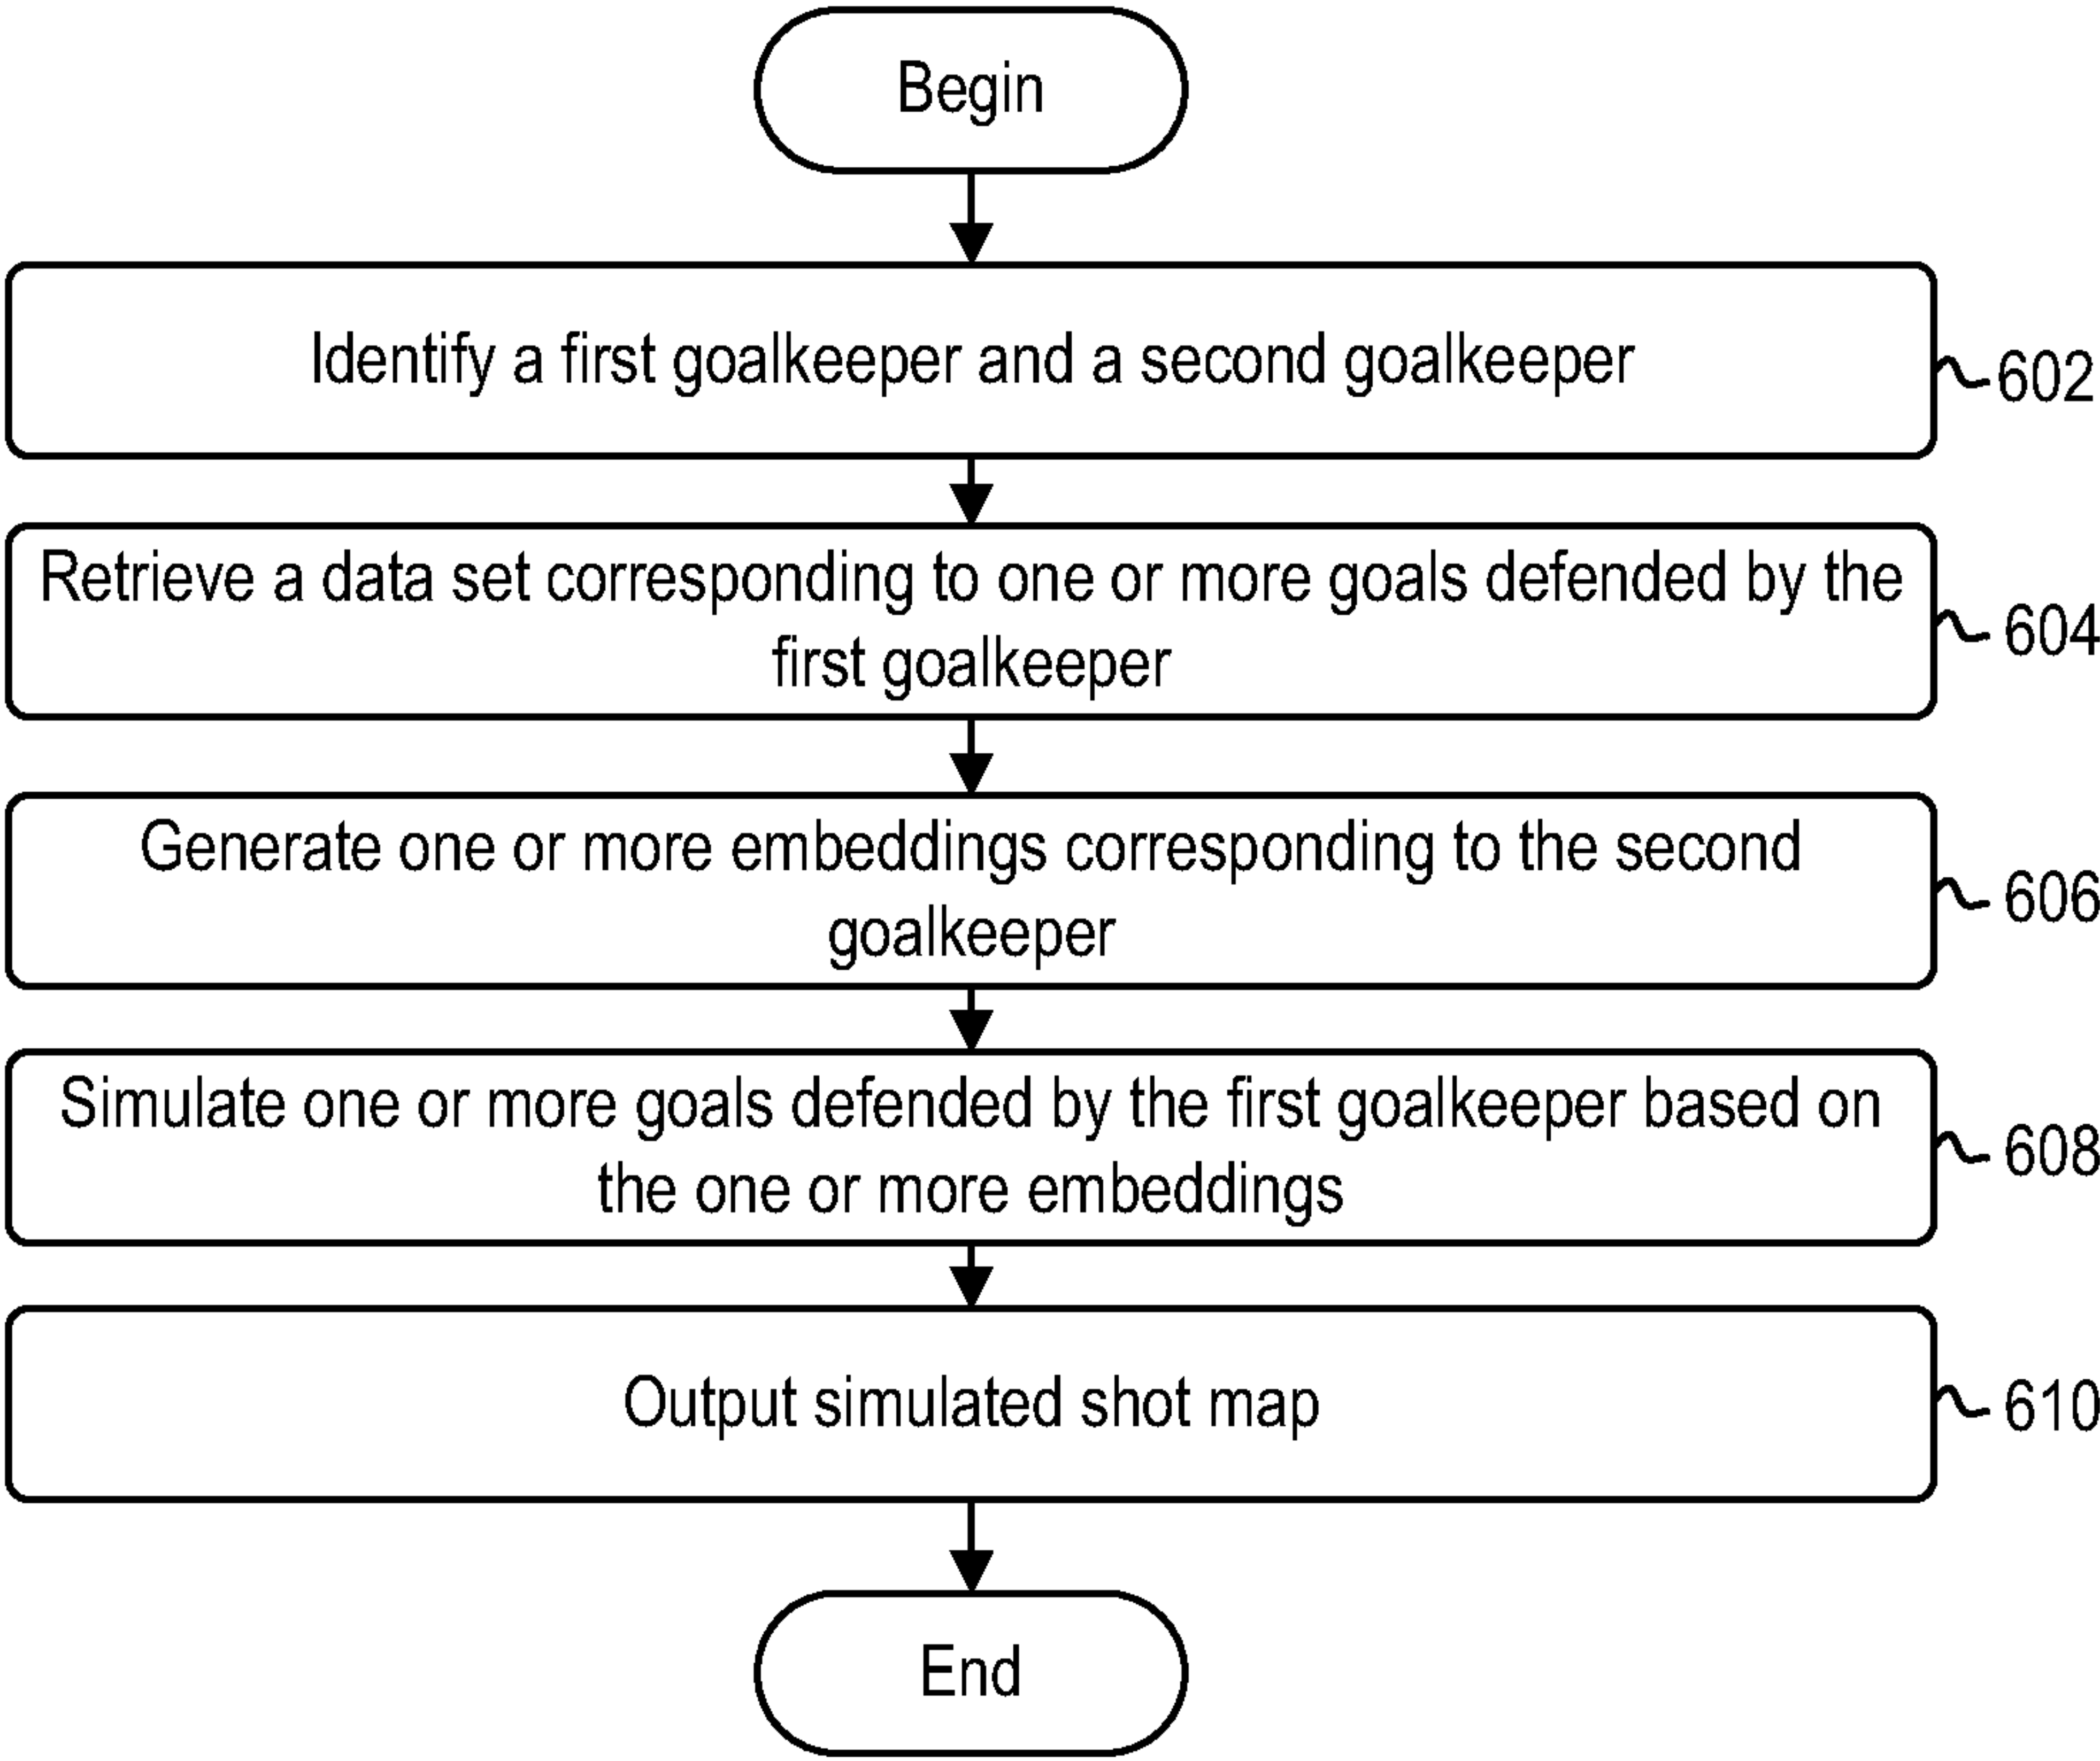 Begin
Identify a first goalkeeper and a second goalkeeper
602
Retrieve a data set corresponding to one or more goals defended by the
first goalkeeper
604
Generate one or more embeddings corresponding to the second
goalkeeper
606
Simulate one or more goals defended by the first goalkeeper based on
the one or more embeddings
608
Output simulated shot map
610
End